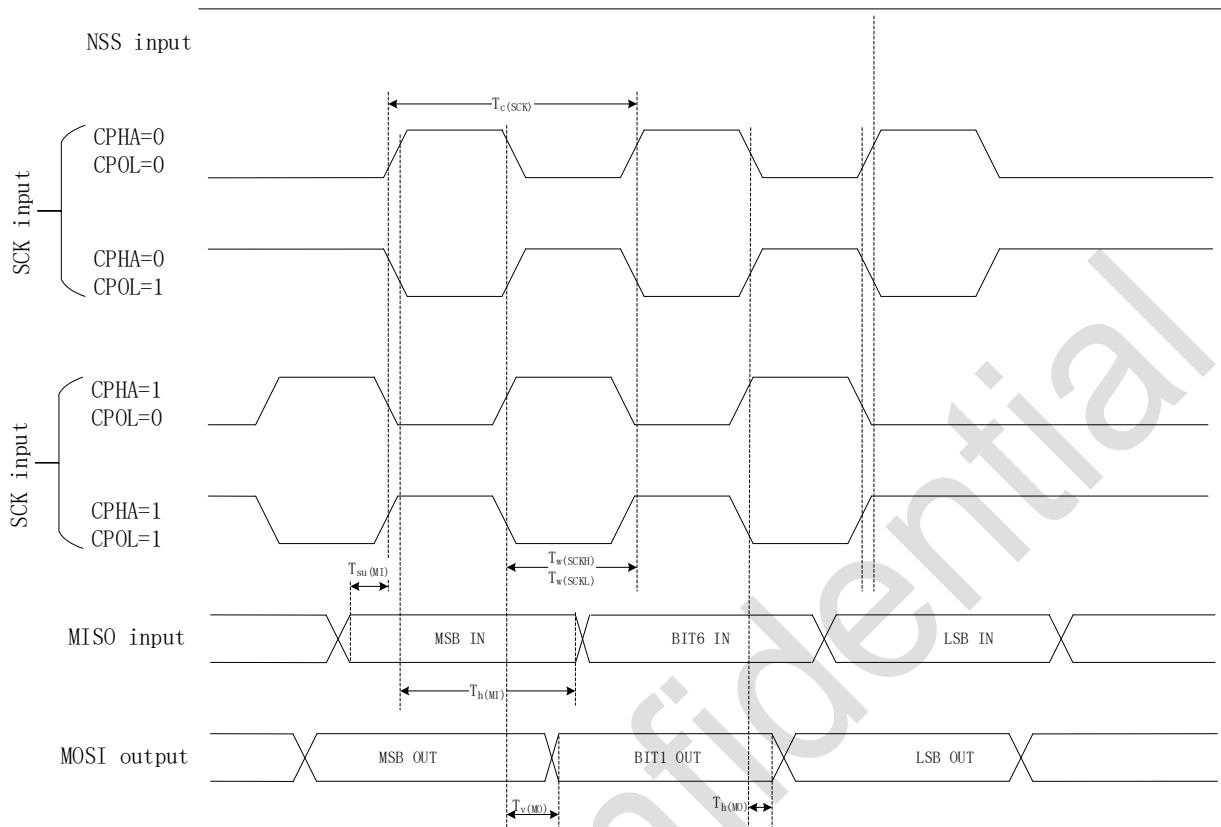 NSS input
Tc(SCK)
SCK input
CPHA=0
CPOL=0
CPHA=0
CPOL=1
SCK input
CPHA=1
CPOL=0
CPHA=1
CPOL=1
Tsu(MI)
Tw(SCKH)
Tw(SCKL)
MISO input
MSB IN
BIT6 IN
LSB IN
Th(MI)
MOSI output
MSB OUT
BIT1 OUT
LSB OUT
Tv(MO)
Th(MO)
nfidential